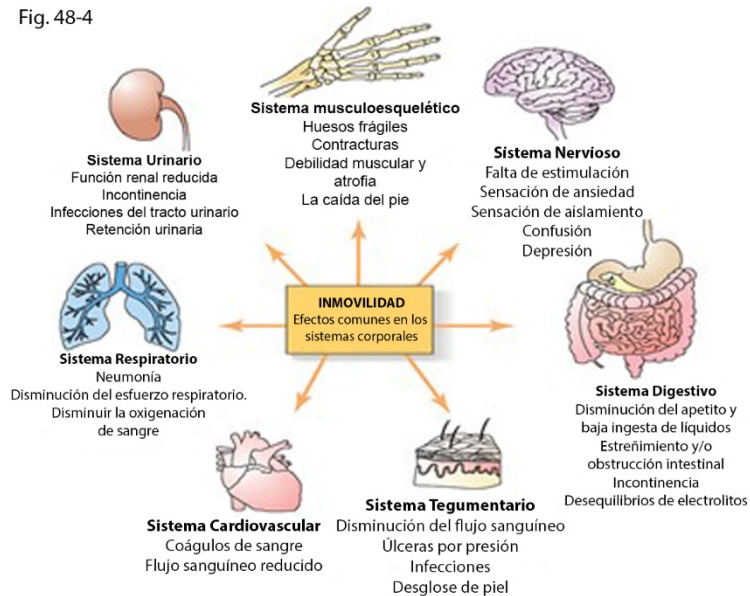 Fig. 48-4
Sistema musculoesquelético
Huesos frágiles
Contracturas
Debilidad muscular y
atrofia
La caída del pie
Sistema Urinario
Función renal reducida
Incontinencia
Infecciones del tracto urinario
Retención urinaria
Sistema Nervioso
Falta de estimulación
Sensación de ansiedad
Sensación de aislamiento
Confusión
Depresión
INMOVILIDAD
Efectos comunes en los
sistemas corporales
Sistema Respiratorio
Neumonía
Disminución del esfuerzo respiratorio.
Disminuir la oxigenación
de sangre
Sistema Digestivo
Disminución del apetito y
baja ingesta de líquidos
Estreñimiento y/o
obstrucción intestinal
Incontinencia
Desequilibrios de electrolitos
Sistema Cardiovascular
Coágulos de sangre
Flujo sanguíneo reducido
Sistema Tegumentario
Disminución del flujo sanguíneo
Úlceras por presión
Infecciones
Desglose de piel